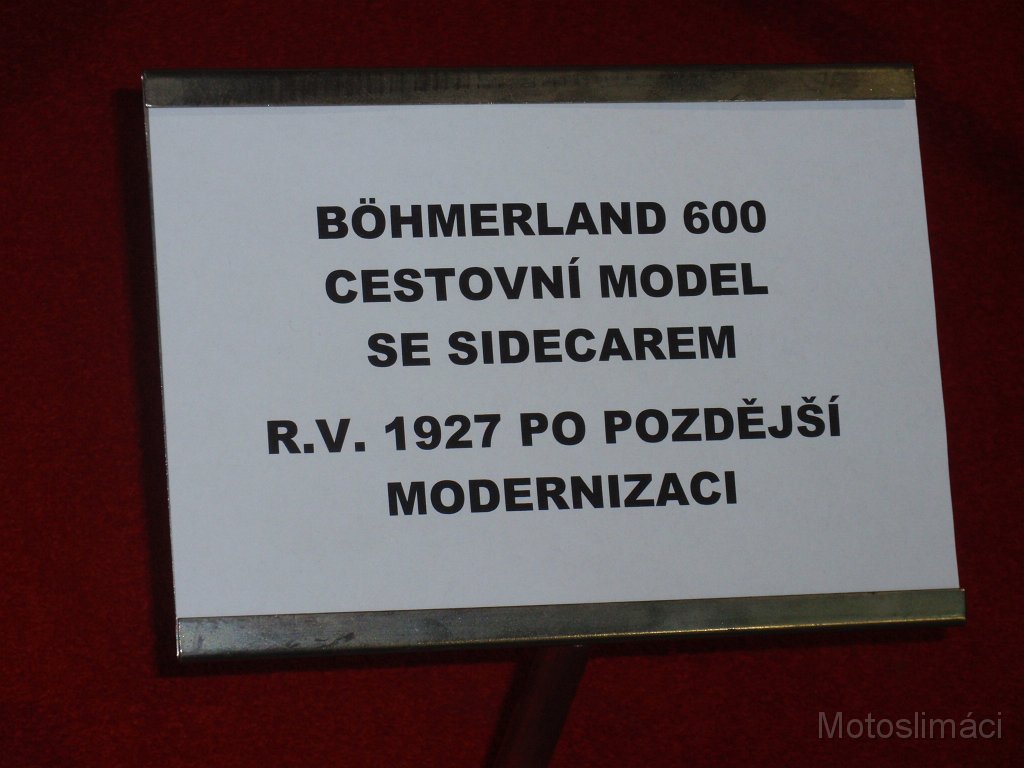 BÖHMERLAND 600
CESTOVNÍ MODEL
SE SIDECAREM
R.V. 1927 PO POZDĚJŠÍ
MODERNIZACI
Motoslimáci